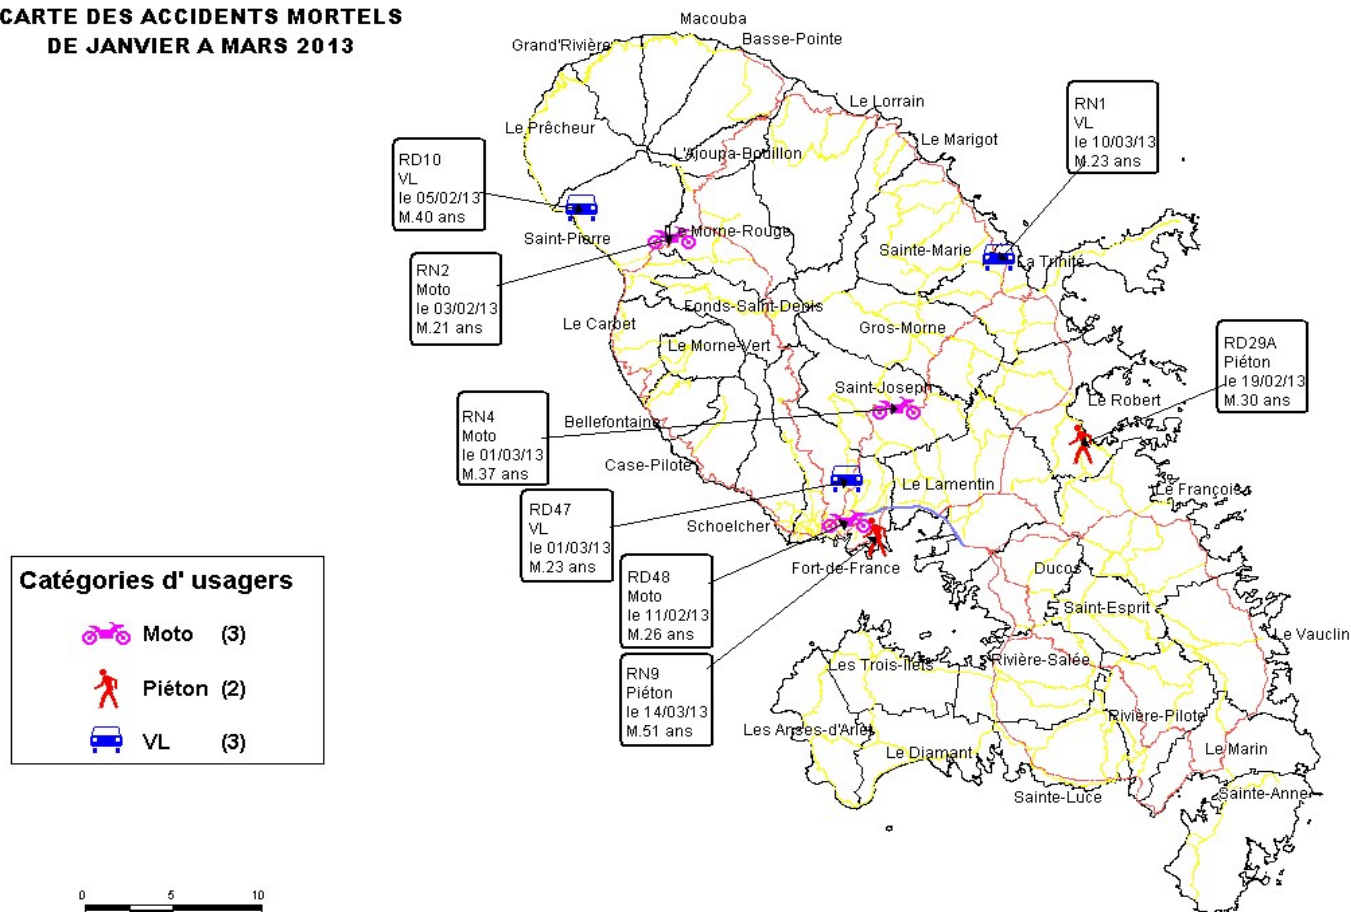 CARTE DES ACCIDENTS MORTELS
DE JANVIER A MARS 2013
Macouba
Grand'Rivière
Basse-Pointe
Le Lorrain
Le Prêcheur
Le Marigot
L'Ajoupa-Bouillon
RN1
VL
le 10/03/13
M.23 ans
RD10
VL
le 05/02/13
M.40 ans
Saint-Pierre
Le Morne-Rouge
Sainte-Marie
La Trinité
RN2
Moto
le 03/02/13
M.21 ans
Fonds-Saint-Denis
Le Carbet
Gros-Morne
Le Morne-Vert
RD29A
Piéton
le 19/02/13
M.30 ans
Saint-Joseph
Le Robert
RN4
Moto
le 01/03/13
M.37 ans
Bellefontaine
Case-Pilote
Le Lamentin
Le François
RD47
VL
le 01/03/13
M.23 ans
Schoelcher
Fort-de-France
Ducos
RD48
Moto
le 11/02/13
M.26 ans
Saint-Esprit
Le Vauclin
RN9
Piéton
le 14/03/13
M.51 ans
Les Trois-Ilets
Rivière-Salée
Rivière-Pilote
Les Anses-d'Arlet
Le Diamant
Le Marin
Sainte-Luce
Sainte-Anne
Catégories d' usagers
Moto (3)
Piéton (2)
VL (3)
0 5 10